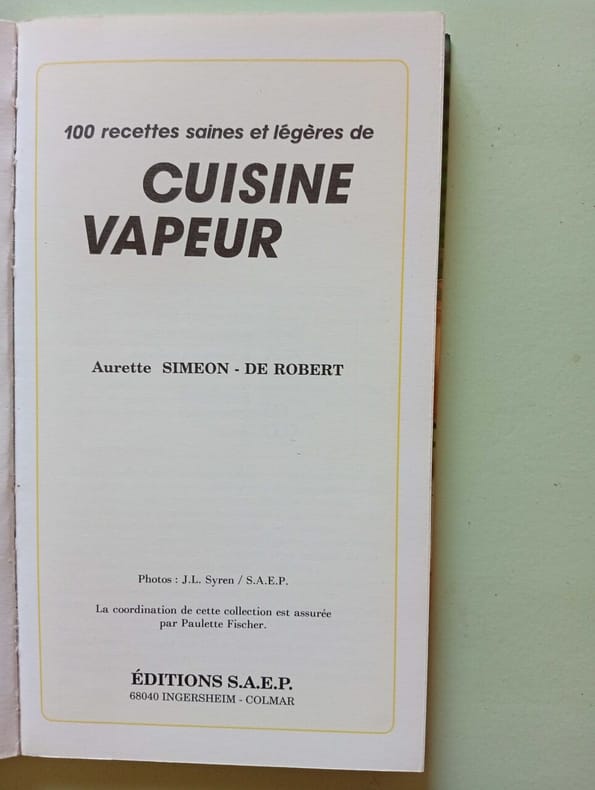 100 recettes saines et légères de
CUISINE
VAPEUR
Aurette SIMEON - DE ROBERT
Photos : J.L. Syren / S.A.E.P.
La coordination de cette collection est assurée
par Paulette Fischer.
ÉDITIONS S.A.E.P.
68040 INGERSHEIM - COLMAR